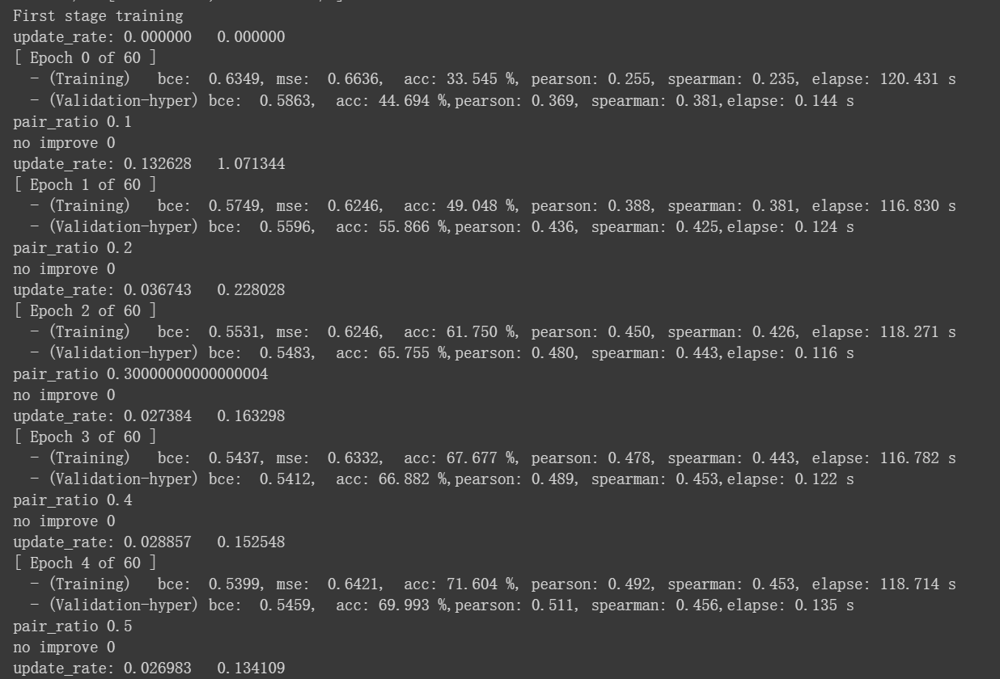 First stage training
update_rate: 0.000000   0.000000
[ Epoch 0 of 60 ]
  - (Training)   bce:  0.6349, mse:  0.6636,  acc: 33.545 %, pearson: 0.255, spearman: 0.235, elapse: 120.431 s
  - (Validation-hyper) bce:  0.5863,  acc: 44.694 %,pearson: 0.369, spearman: 0.381,elapse: 0.144 s
pair_ratio 0.1
no improve 0
update_rate: 0.132628   1.071344
[ Epoch 1 of 60 ]
  - (Training)   bce:  0.5749, mse:  0.6246,  acc: 49.048 %, pearson: 0.388, spearman: 0.381, elapse: 116.830 s
  - (Validation-hyper) bce:  0.5596,  acc: 55.866 %,pearson: 0.436, spearman: 0.425,elapse: 0.124 s
pair_ratio 0.2
no improve 0
update_rate: 0.036743   0.228028
[ Epoch 2 of 60 ]
  - (Training)   bce:  0.5531, mse:  0.6246,  acc: 61.750 %, pearson: 0.450, spearman: 0.426, elapse: 118.271 s
  - (Validation-hyper) bce:  0.5483,  acc: 65.755 %,pearson: 0.480, spearman: 0.443,elapse: 0.116 s
pair_ratio 0.30000000000000004
no improve 0
update_rate: 0.027384   0.163298
[ Epoch 3 of 60 ]
  - (Training)   bce:  0.5437, mse:  0.6332,  acc: 67.677 %, pearson: 0.478, spearman: 0.443, elapse: 116.782 s
  - (Validation-hyper) bce:  0.5412,  acc: 66.882 %,pearson: 0.489, spearman: 0.453,elapse: 0.122 s
pair_ratio 0.4
no improve 0
update_rate: 0.028857   0.152548
[ Epoch 4 of 60 ]
  - (Training)   bce:  0.5399, mse:  0.6421,  acc: 71.604 %, pearson: 0.492, spearman: 0.453, elapse: 118.714 s
  - (Validation-hyper) bce:  0.5459,  acc: 69.993 %,pearson: 0.511, spearman: 0.456,elapse: 0.135 s
pair_ratio 0.5
no improve 0
update_rate: 0.026983   0.134109